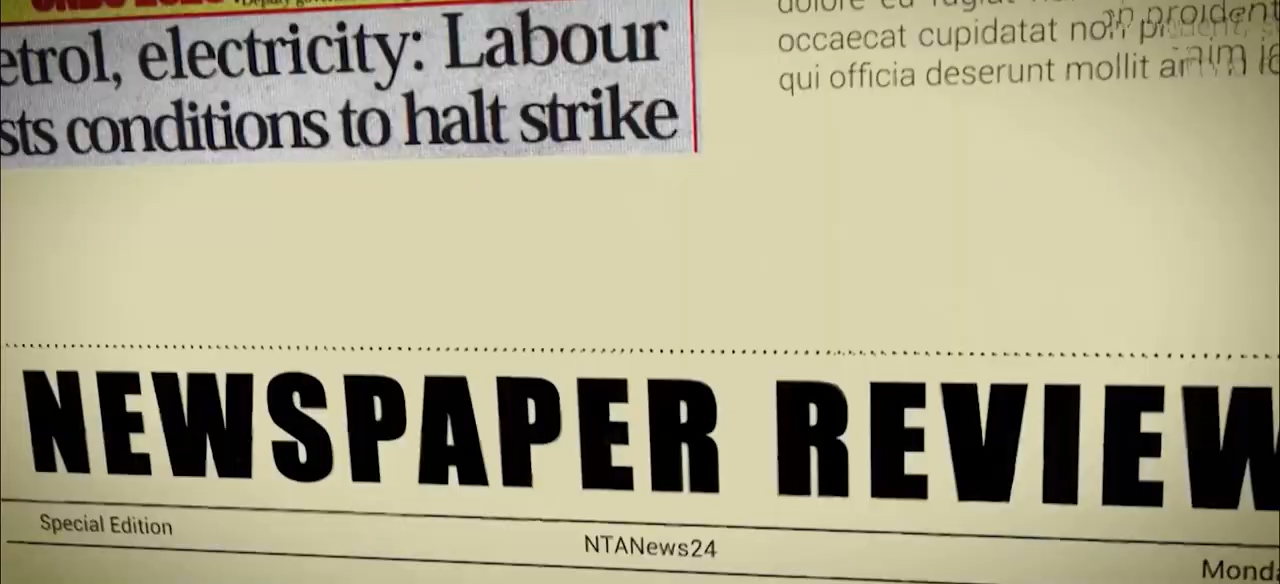 etrol, electricity: Labour
sts conditions to halt strike
occaecat cupidatat non
qui officia deserunt mollit
NEWSPAPER REVIEW
Special Edition
NTANews24
Mond